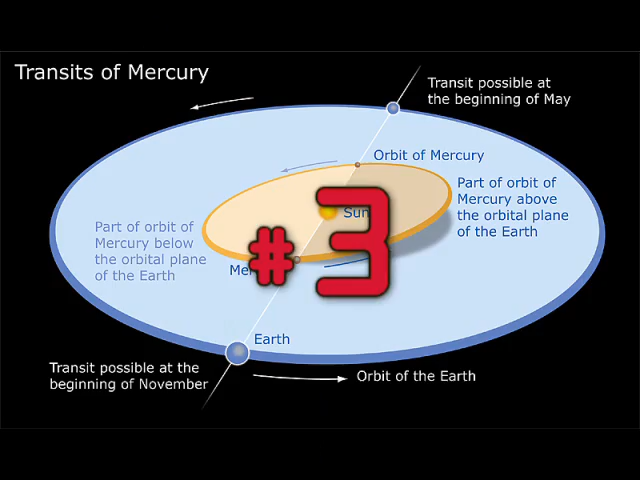 Transits of Mercury
Transit possible at
the beginning of May
Orbit of Mercury
Part of orbit of
Mercury above
the orbital plane
of the Earth
Sun
#3
Part of orbit of
Mercury below
the orbital plane
of the Earth
Earth
Transit possible at the
beginning of November
Orbit of the Earth